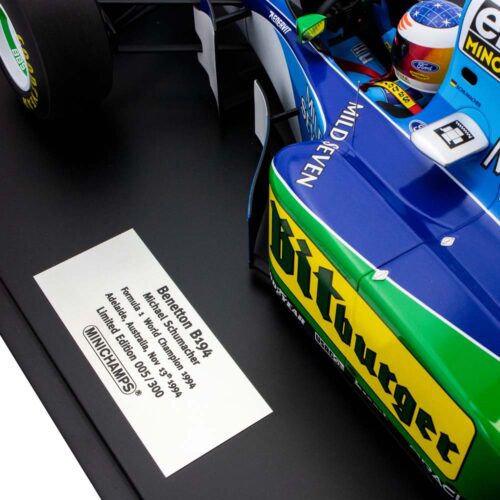 Benetton B194
Michael Schumacher
Formula 1 World Champion 1994
Adelaide, Australia, Nov 13th 1994
Limited Edition 005/300
MINICHAMPS®
Bitburger
MILD SEVEN
Ford